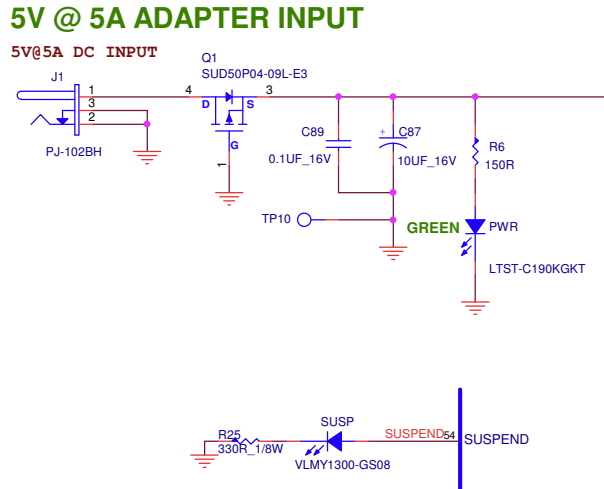 5V @ 5A ADAPTER INPUT
5V@5A DC INPUT
Q1
SUD50P04-09L-E3
J1
1
4
3
D
S
3
2
G
1
PJ-102BH
C89
0.1UF_16V
+
C87
10UF_16V
R6
150R
TP10
GREEN
PWR
LTST-C190KGKT
SUSP
R25
330R_1/8W
SUSPEND
54
SUSPEND
VLMY1300-GS08